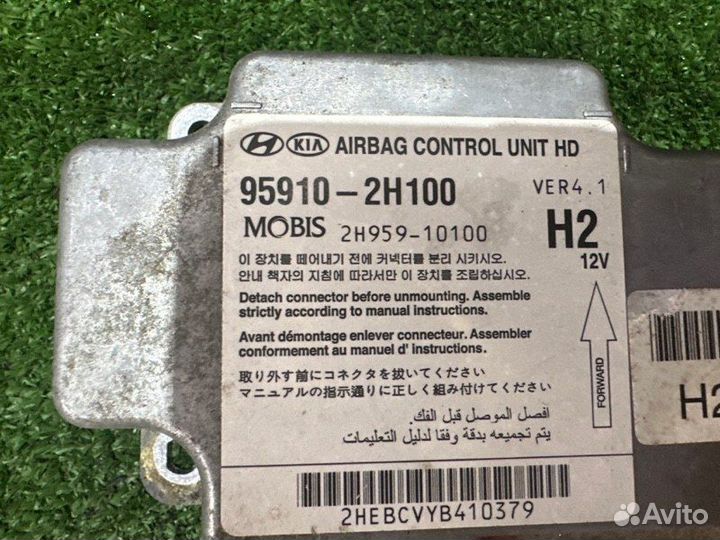 KIA AIRBAG CONTROL UNIT HD
95910-2H100 VER4.1
MOBIS 2H959-10100 H2
12V
이 장치를 떼어내기 전에 커넥터를 분리 시키시오.
안내 책자의 지침에 따라서만 이 장치를 조립하십시오.
Detach connector before unmounting. Assemble
strictly according to manual instructions.
Avant démontage enlever connecteur. Assembler
conformement au manuel d' instructions.
取り外す前にコネクタを抜いてください
マニュアルの指示通りに正しく組み付けてください
افصل الموصل قبل الفك.
يتم تجميعه بدقة وفقا لدليل التعليمات
FORWARD
2HEBCVYB410379
H2
Avito